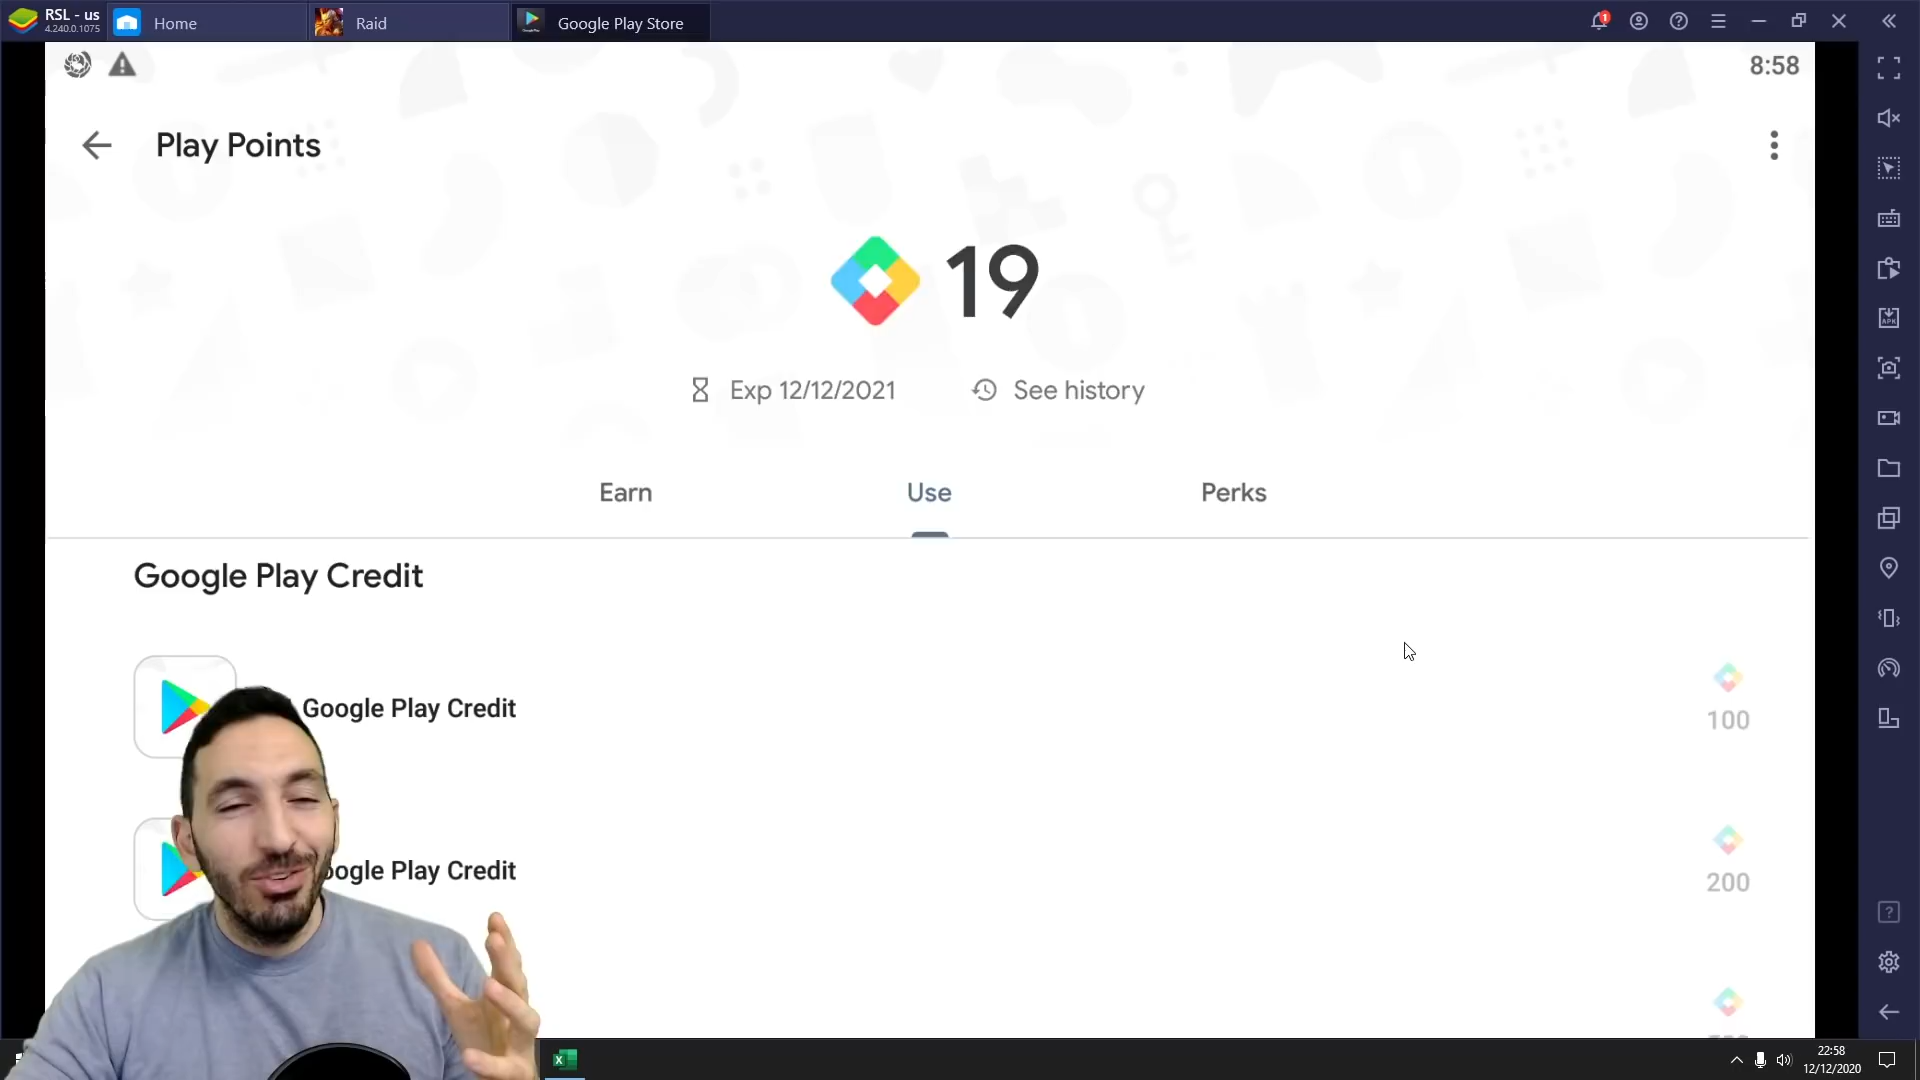 RSL - us
4.240.0.1075
Home
Raid
Google Play Store
1
8:58
Play Points
19
Exp 12/12/2021
See history
Earn
Use
Perks
Google Play Credit
Google Play Credit
100
oogle Play Credit
200
22:58
12/12/2020